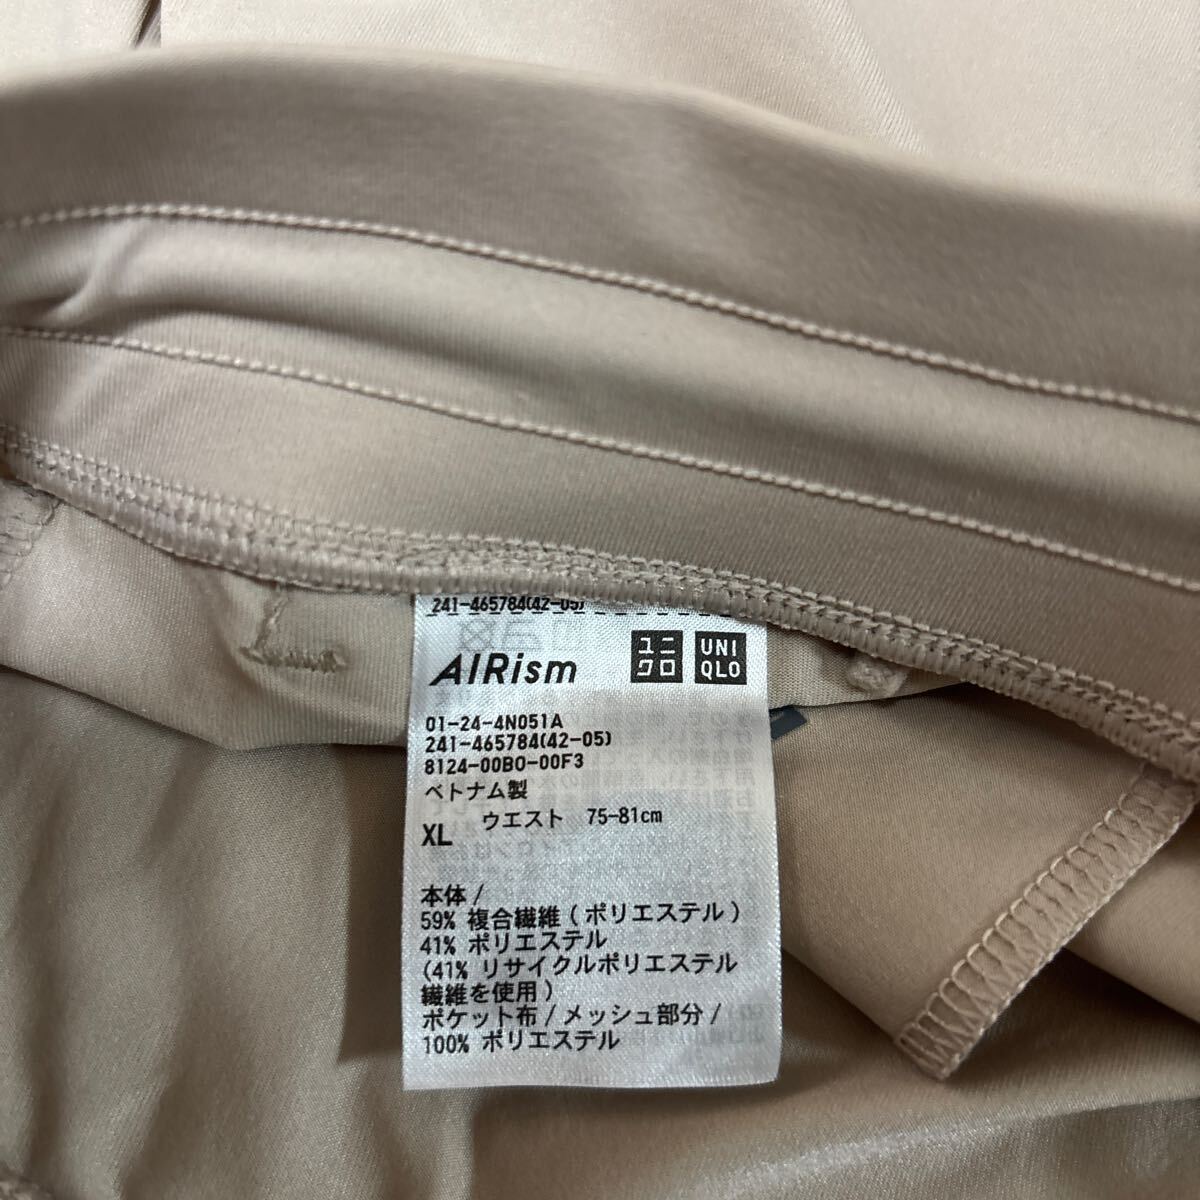 241-465784(42-05)
AIRism
ユニ
クロ
UNI
QLO
01-24-4N051A
241-465784(42-05)
8124-00B0-00F3
ベトナム製
XL ウエスト 75-81cm
本体/
59% 複合繊維(ポリエステル)
41% ポリエステル
(41% リサイクルポリエステル
繊維を使用)
ポケット布/メッシュ部分/
100% ポリエステル